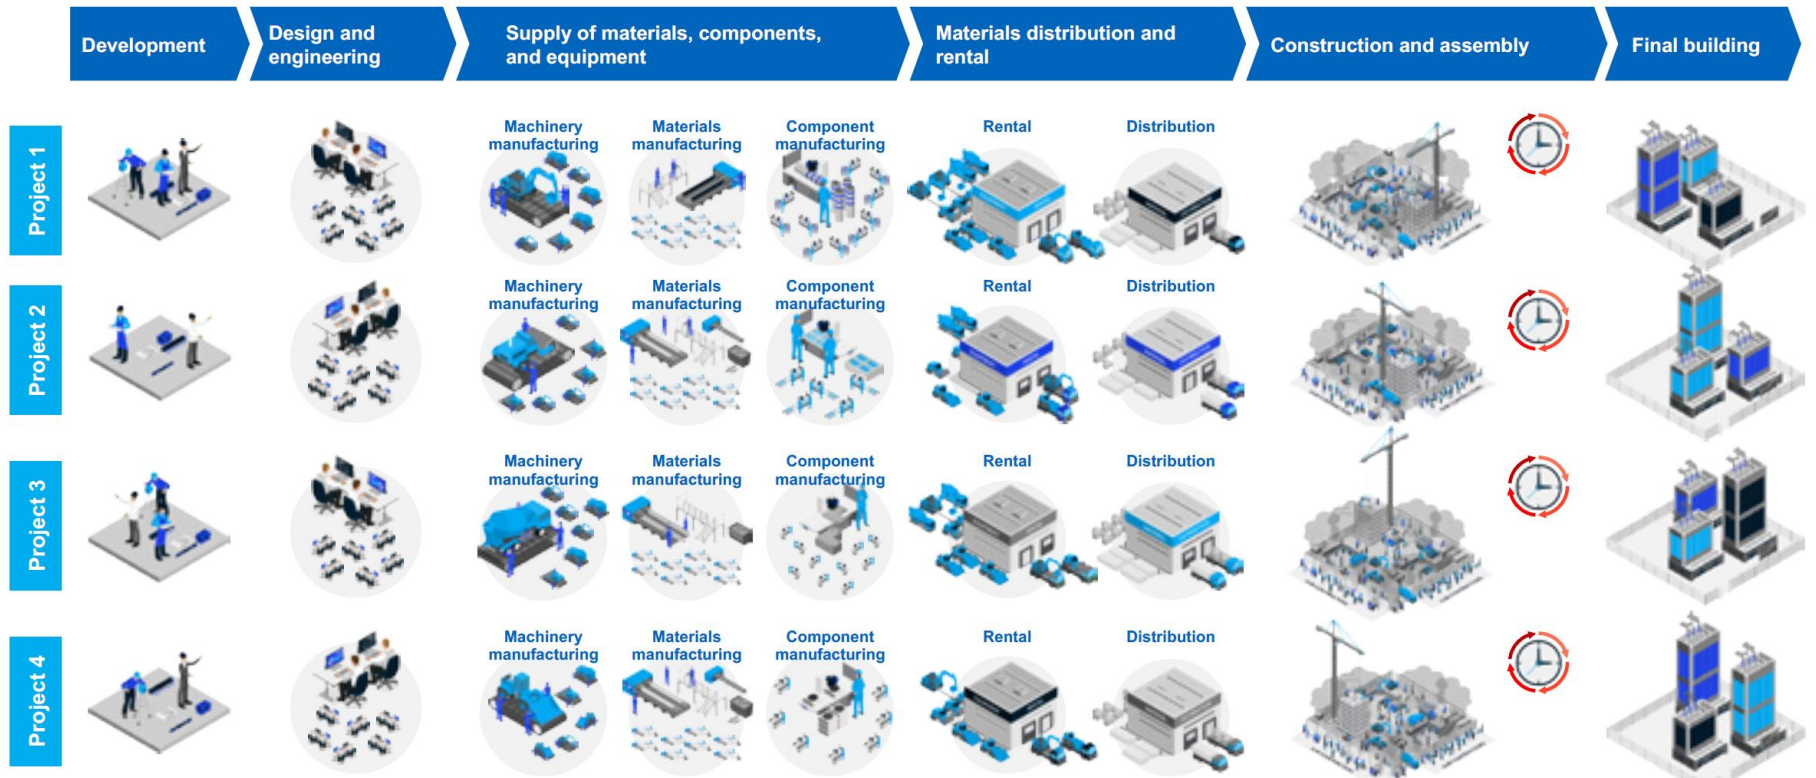 Development
Design and
engineering
Supply of materials, components,
and equipment
Materials distribution and
rental
Construction and assembly
Final building
Project 1
Machinery
manufacturing
Materials
manufacturing
Component
manufacturing
Rental
Distribution
Project 2
Machinery
manufacturing
Materials
manufacturing
Component
manufacturing
Rental
Distribution
Project 3
Machinery
manufacturing
Materials
manufacturing
Component
manufacturing
Rental
Distribution
Project 4
Machinery
manufacturing
Materials
manufacturing
Component
manufacturing
Rental
Distribution